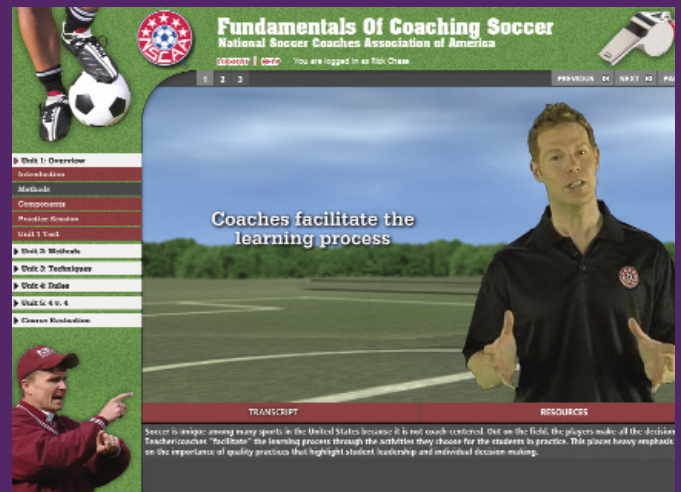 NSCAA
Fundamentals Of Coaching Soccer
National Soccer Coaches Association of America
LOGOUT | HELP You are logged in as Rick Chase
1 2 3
PREVIOUS NEXT
Unit 1: Overview
Introduction
Methods
Components
Practice Session
Unit 1 Test
Unit 2: Methods
Unit 3: Techniques
Unit 4: Rules
Unit 5: 4 v. 4
Course Evaluation
Coaches facilitate the
learning process
TRANSCRIPT RESOURCES
Soccer is unique among many sports in the United States because it is not coach-centered. Out on the field, the players make all the decision
Teacher/coaches "facilitate" the learning process through the activities they choose for the students in practice. This places heavy emphasis
on the importance of quality practices that highlight student leadership and individual decision-making.